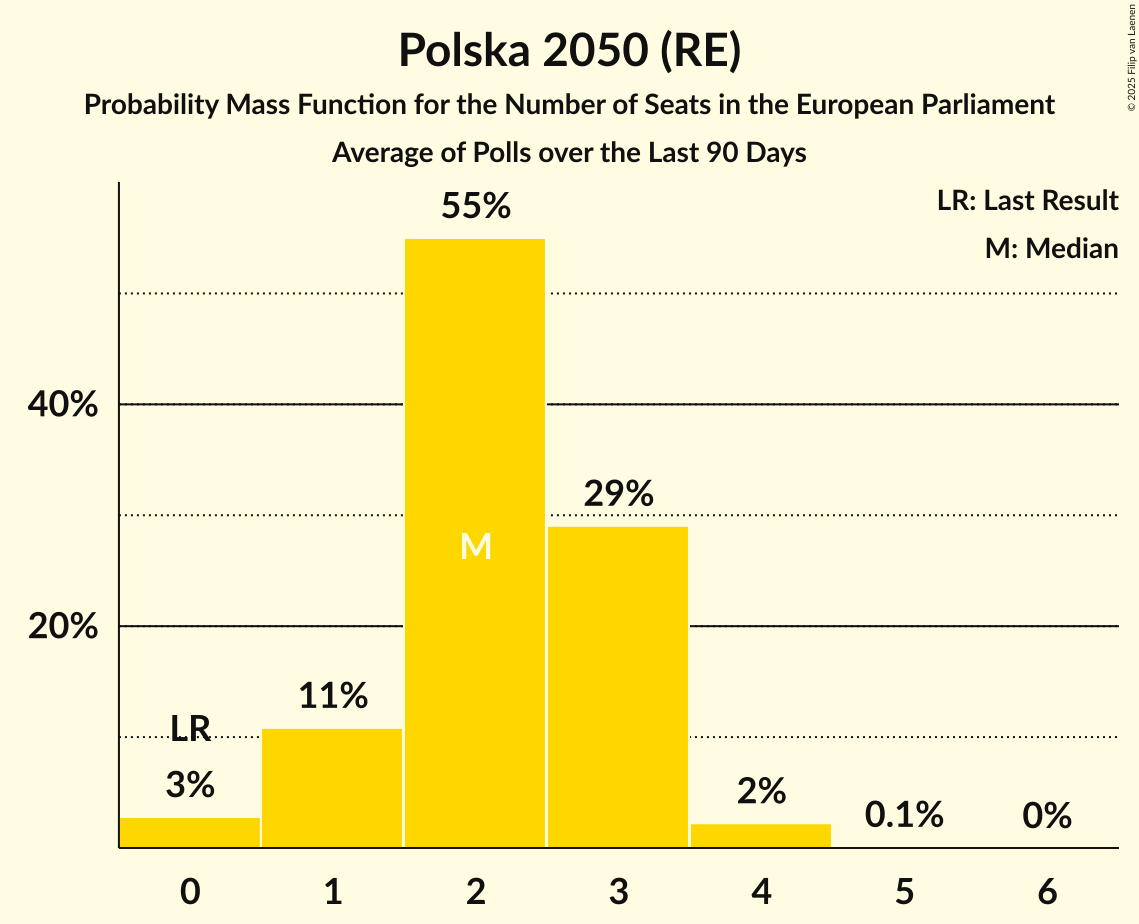 Polska 2050 (RE)
Probability Mass Function for the Number of Seats in the European Parliament
Average of Polls over the Last 90 Days
© 2025 Filip van Laenen
LR: Last Result
M: Median
55%
40%
29%
M
20%
11%
LR
3%
2%
0.1%
0%
0 1 2 3 4 5 6